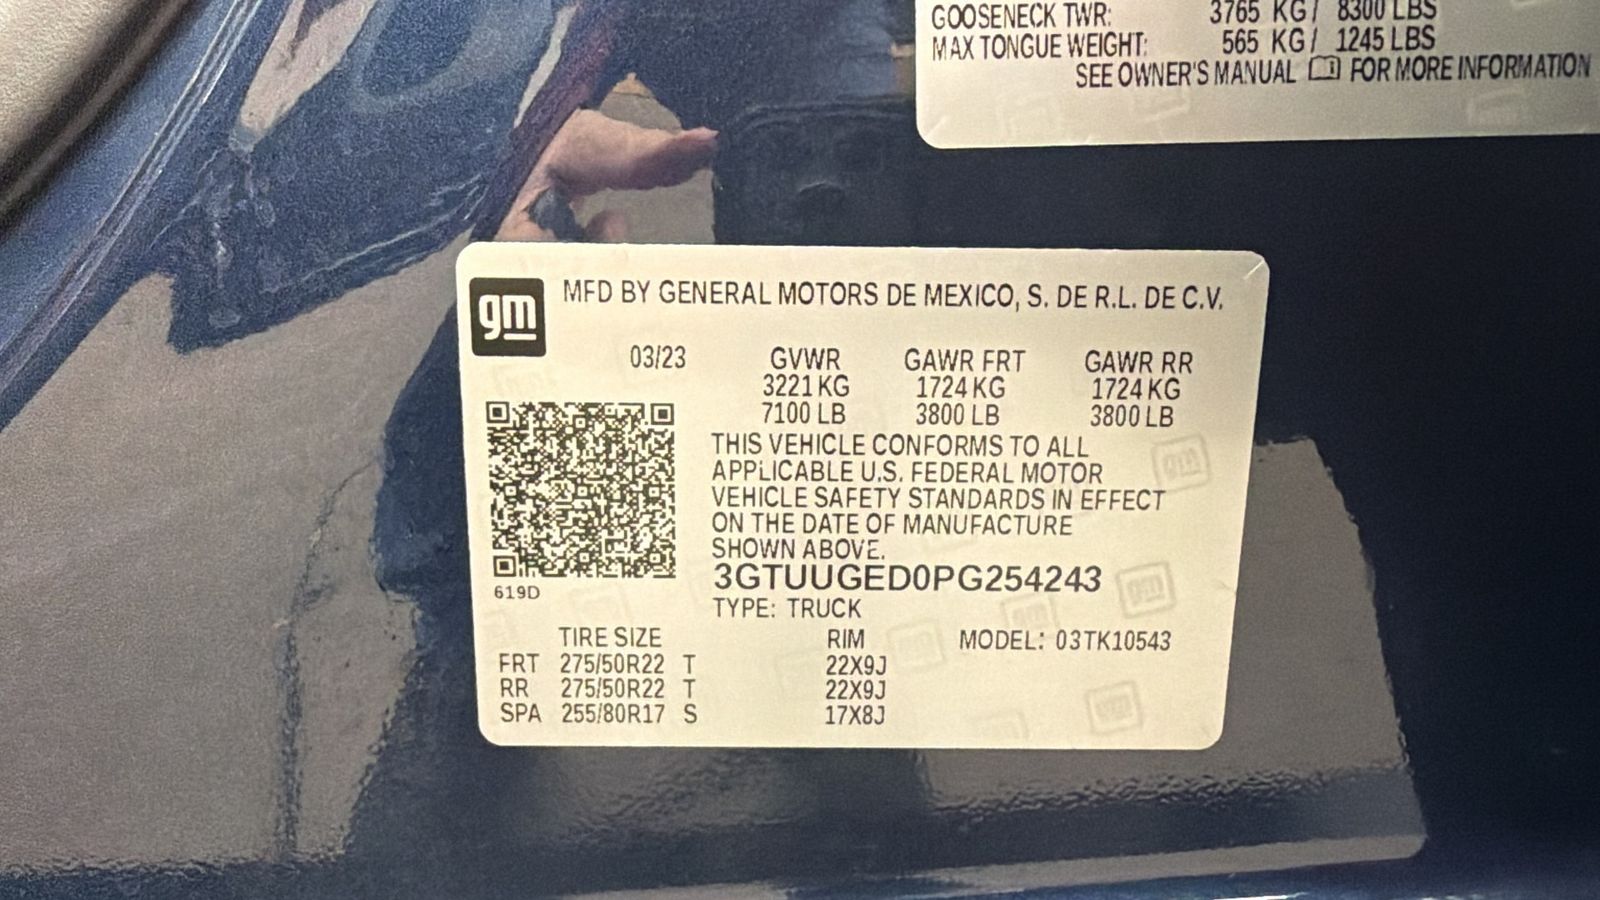 GOOSENECK TWR: 3765 KG/ 8300 LBS
MAX TONGUE WEIGHT: 565 KG/ 1245 LBS
SEE OWNER'S MANUAL FOR MORE INFORMATION
gm MFD BY GENERAL MOTORS DE MEXICO, S. DE R.L. DE C.V.
03/23 GVWR GAWR FRT GAWR RR
3221 KG 1724 KG 1724 KG
7100 LB 3800 LB 3800 LB
THIS VEHICLE CONFORMS TO ALL
APPLICABLE U.S. FEDERAL MOTOR
VEHICLE SAFETY STANDARDS IN EFFECT
ON THE DATE OF MANUFACTURE
SHOWN ABOVE.
3GTUUGED0PG254243
619D
TYPE: TRUCK
TIRE SIZE RIM MODEL: 03TK10543
FRT 275/50R22 T 22X9J
RR 275/50R22 T 22X9J
SPA 255/80R17 S 17X8J